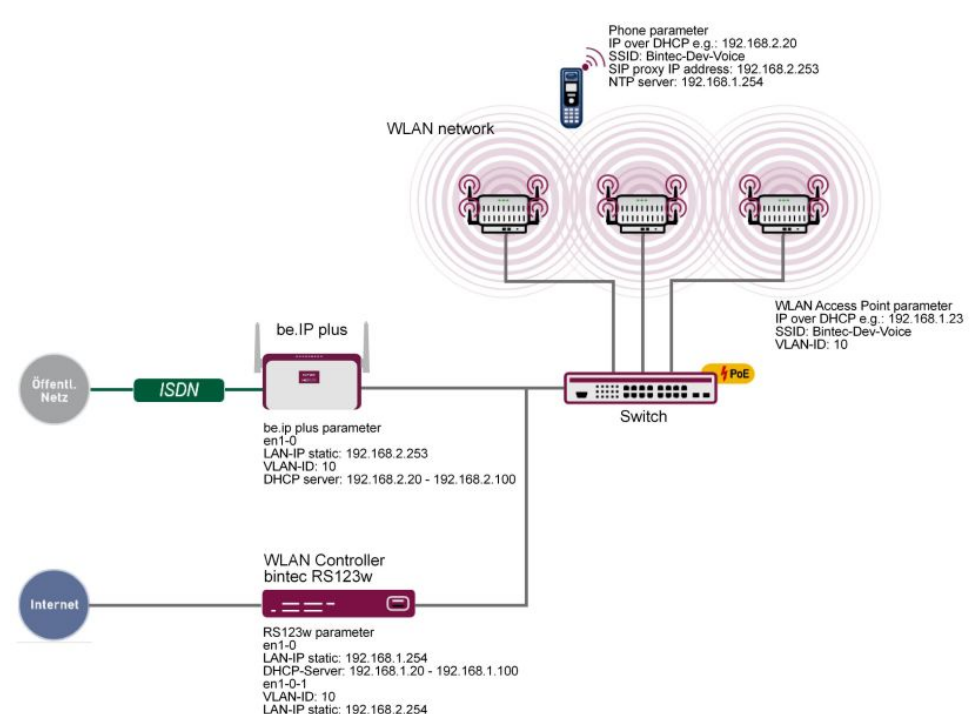 Phone parameter
IP over DHCP e.g.: 192.168.2.20
SSID: Bintec-Dev-Voice
SIP proxy IP address: 192.168.2.253
NTP server: 192.168.1.254
WLAN network
WLAN Access Point parameter
IP over DHCP e.g.: 192.168.1.23
SSID: Bintec-Dev-Voice
VLAN-ID: 10
be.IP plus
Öffentl.
Netz
ISDN
PoE
Switch
be.ip plus parameter
en1-0
LAN-IP static: 192.168.2.253
VLAN-ID: 10
DHCP server: 192.168.2.20 - 192.168.2.100
WLAN Controller
bintec RS123w
Internet
RS123w parameter
en1-0
LAN-IP static: 192.168.1.254
DHCP-Server: 192.168.1.20 - 192.168.1.100
en1-0-1
VLAN-ID: 10
LAN-IP static: 192.168.2.254